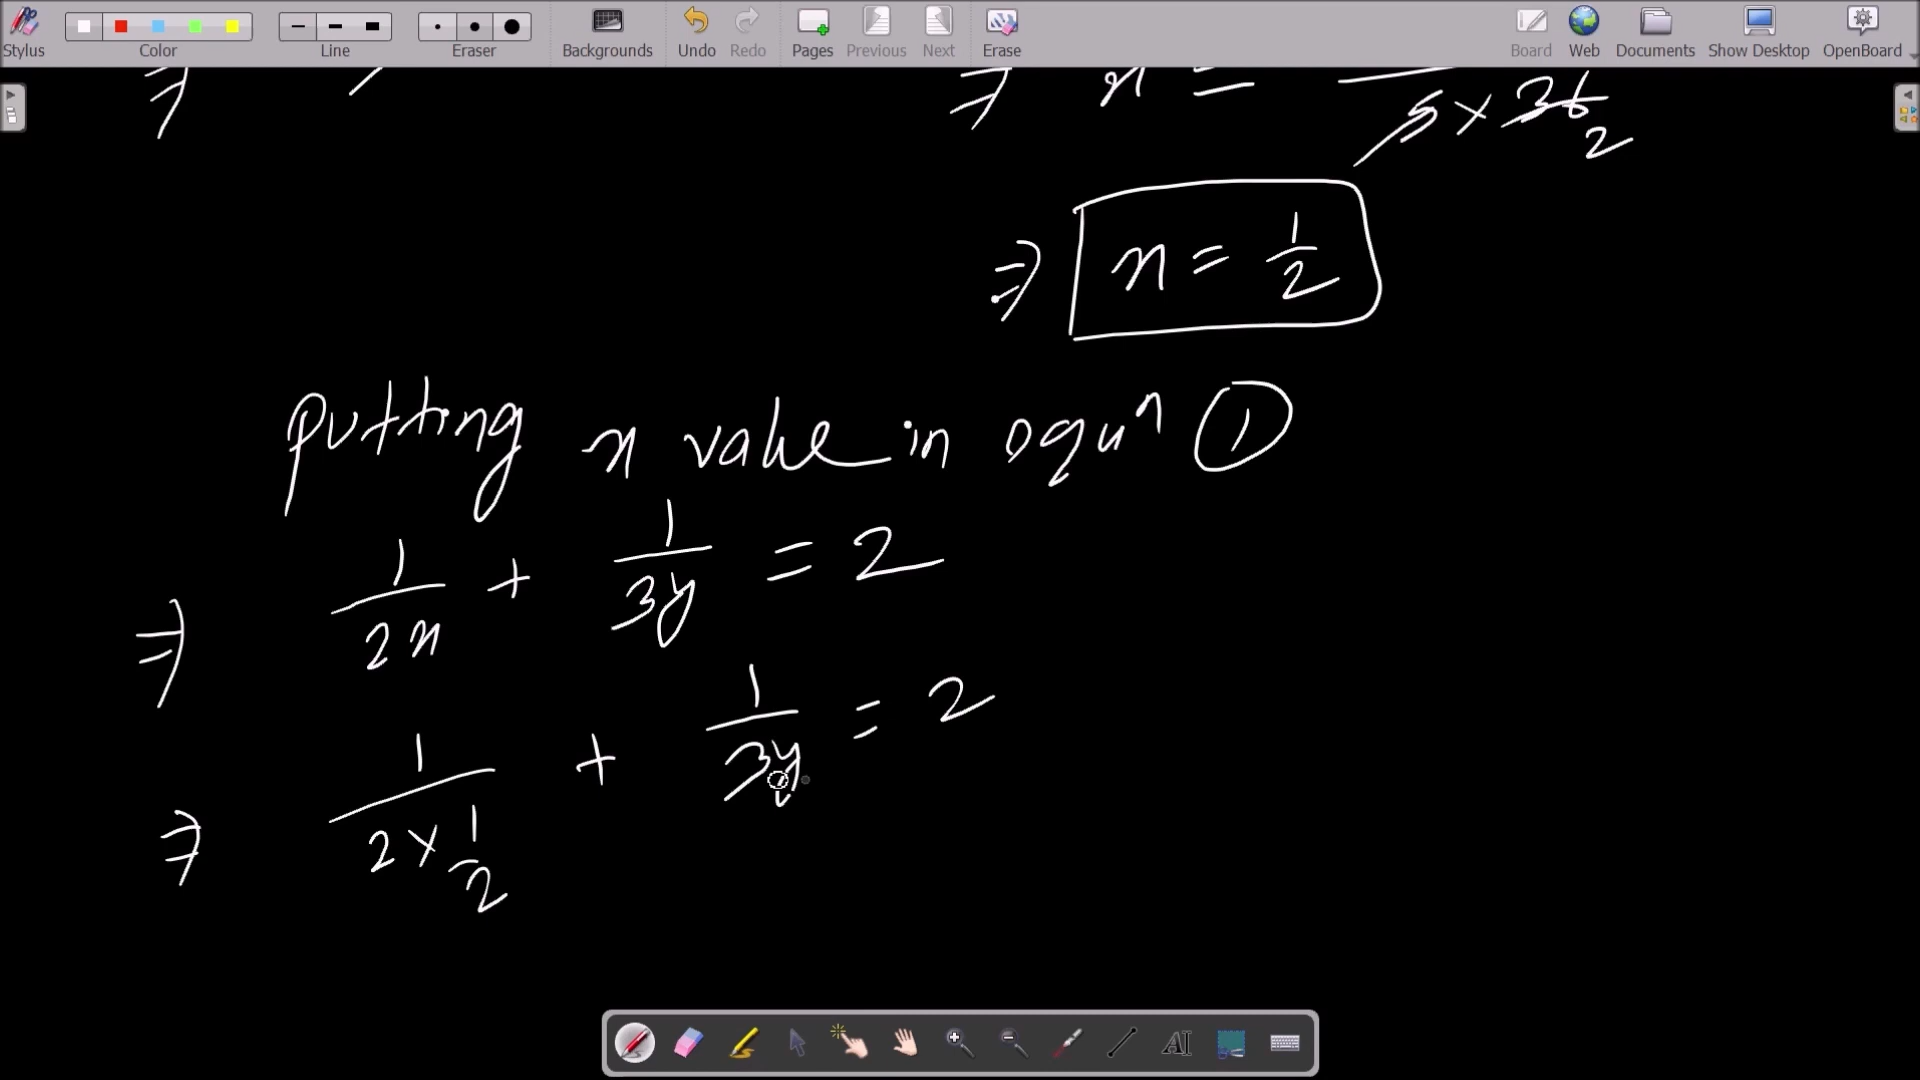 Stylus Color Line Eraser Backgrounds Undo Redo Pages Previous Next Erase Board Web Documents Show Desktop OpenBoard
⇒ ⇒ x =
5 × 36
2
⇒ x = 1/2
putting x value in equⁿ ①
⇒ 1/2x + 1/3y = 2
⇒ 1/(2 × 1/2) + 1/3y = 2
AI